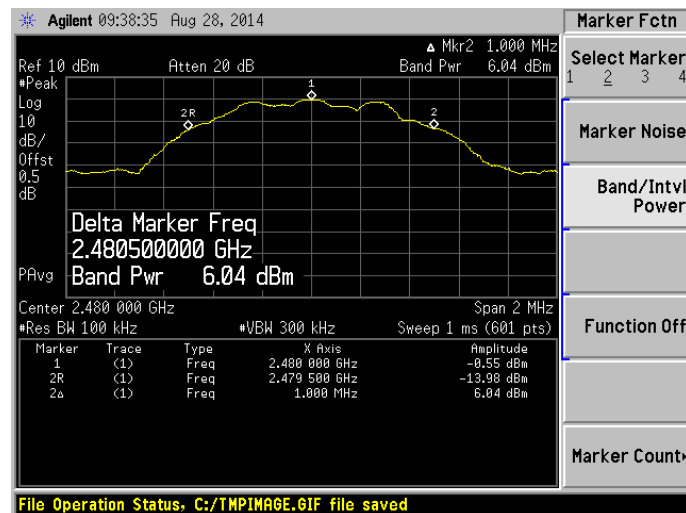 Agilent 09:38:35 Aug 28, 2014
Marker Fctn
▵ Mkr2 1.000 MHz
Ref 10 dBm Atten 20 dB Band Pwr 6.04 dBm
#Peak
Log
10
dB/
Offst
0.5
dB
1
2R
2
Delta Marker Freq
2.480500000 GHz
Band Pwr 6.04 dBm
PAvg
Center 2.480 000 GHz Span 2 MHz
#Res BW 100 kHz #VBW 300 kHz Sweep 1 ms (601 pts)
Marker Trace Type X Axis Amplitude
1 (1) Freq 2.480 000 GHz -0.55 dBm
2R (1) Freq 2.479 500 GHz -13.98 dBm
2▵ (1) Freq 1.000 MHz 6.04 dBm
Select Marker
1 2 3 4
Marker Noise
Band/Intvl
Power
Function Off
Marker Count▸
File Operation Status, C:/TMPIMAGE.GIF file saved